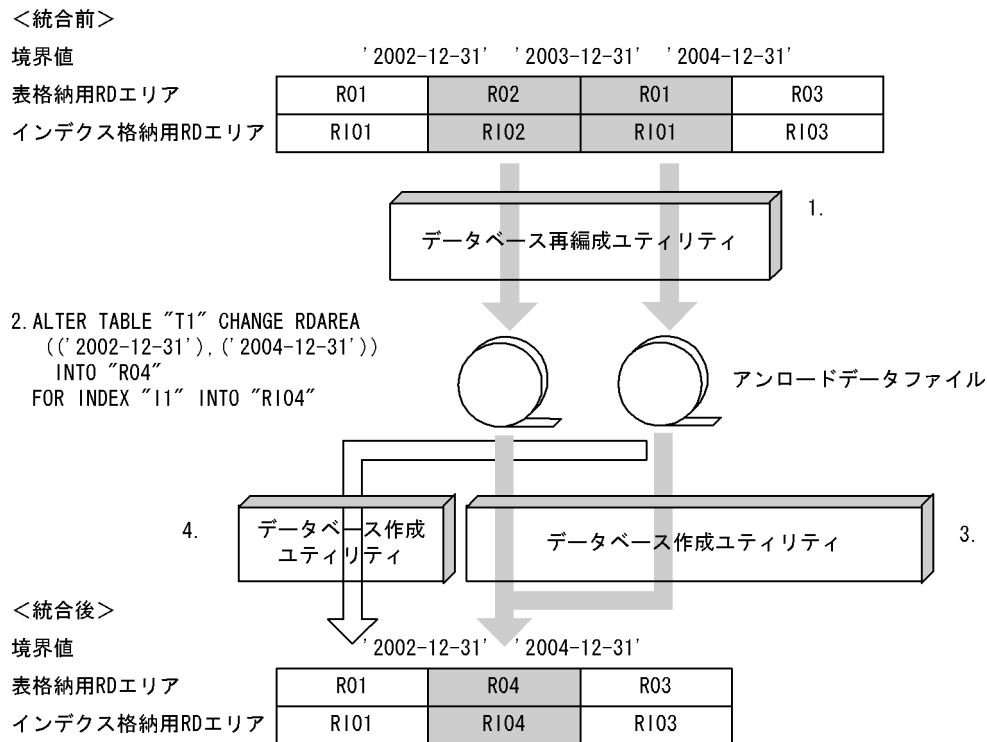 <統合前>
境界値 '2002-12-31' '2003-12-31' '2004-12-31'
表格納用RDエリア R01 R02 R01 R03
インデクス格納用RDエリア RI01 RI02 RI01 RI03
1.
データベース再編成ユティリティ
2.ALTER TABLE "T1" CHANGE RDAREA
(('2002-12-31'),('2004-12-31'))
INTO "R04"
FOR INDEX "I1" INTO "RI04"
アンロードデータファイル
4. データベース作成
ユティリティ
データベース作成ユティリティ 3.
<統合後>
境界値 '2002-12-31' '2004-12-31'
表格納用RDエリア R01 R04 R03
インデクス格納用RDエリア RI01 RI04 RI03